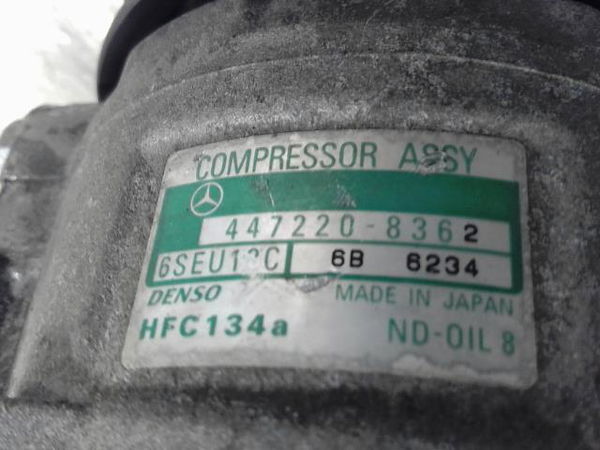 COMPRESSOR ASSY
447220-8362
6B 6234
DENSO MADE IN JAPAN
HFC134a ND-OIL 8